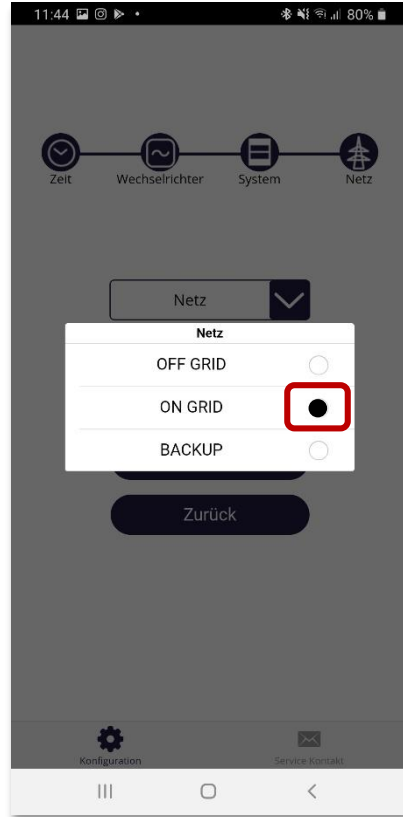 11:44 80%
Zeit Wechselrichter System Netz
Netz
Netz
OFF GRID
ON GRID
BACKUP
Zurück
Konfiguration Service Kontakt